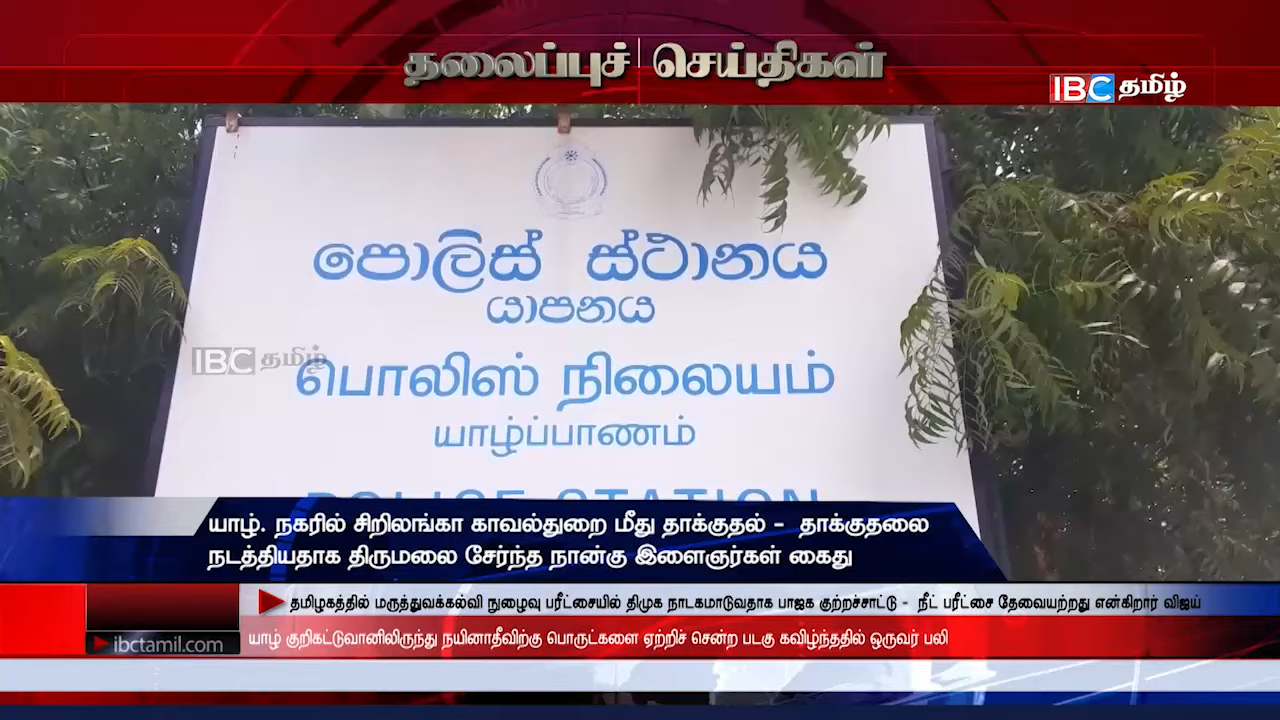 தலைப்புச் செய்திகள்
IBC தமிழ்
පොලිස් ස්ථානය
යාපනය
IBC தமிழ்
பொலிஸ் நிலையம்
யாழ்ப்பாணம்
POLICE STATION
யாழ். நகரில் சிறிலங்கா காவல்துறை மீது தாக்குதல் - தாக்குதலை
நடத்தியதாக திருமலை சேர்ந்த நான்கு இளைஞர்கள் கைது
தமிழகத்தில் மருத்துவக்கல்வி நுழைவு பரீட்சையில் திமுக நாடகமாடுவதாக பாஜக குற்றச்சாட்டு - நீட் பரீட்சை தேவையற்றது என்கிறார் விஜய்
யாழ் குறிகட்டுவானிலிருந்து நயினாதீவிற்கு பொருட்களை ஏற்றிச் சென்ற படகு கவிழ்ந்ததில் ஒருவர் பலி
ibctamil.com